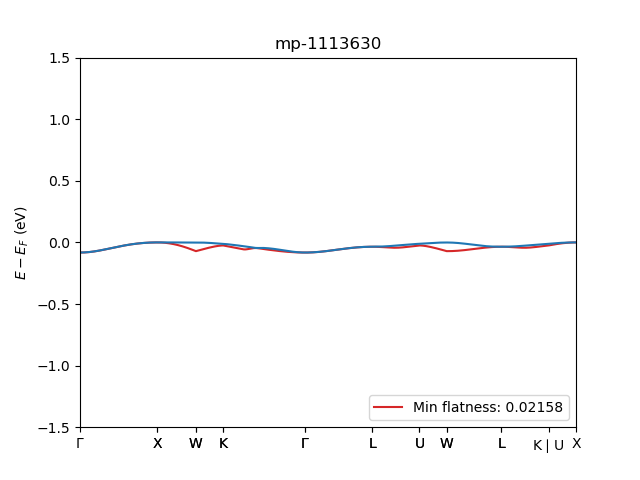 mp-1113630
1.5
1.0
0.5
0.0
−0.5
−1.0
−1.5
E − E_F (eV)
Min flatness: 0.02158
Γ X W K Γ L U W L K | U X